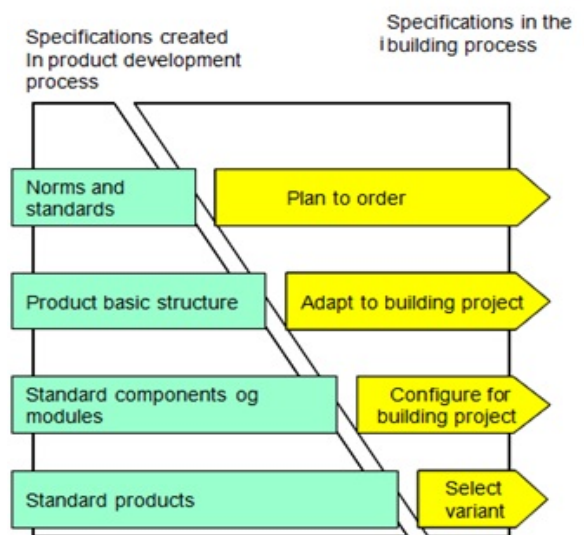 Specifications created
In product development
process
Specifications in the
i building process
Norms and
standards
Plan to order
Product basic structure
Adapt to building project
Standard components og
modules
Configure for
building project
Standard products
Select
variant